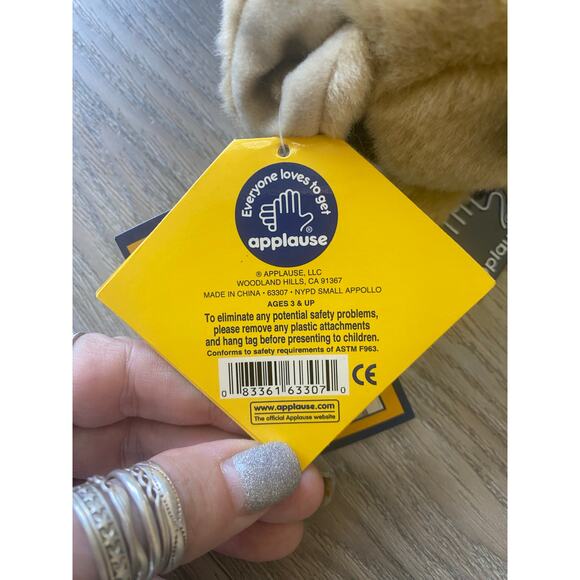 Everyone loves to get
®
applause
® APPLAUSE, LLC
WOODLAND HILLS, CA 91367
MADE IN CHINA • 63307 • NYPD SMALL APPOLLO
AGES 3 & UP
To eliminate any potential safety problems,
please remove any plastic attachments
and hang tag before presenting to children.
Conforms to safety requirements of ASTM F963.
0 83361 63307 0
CE
www.applause.com
The official Applause website
applause